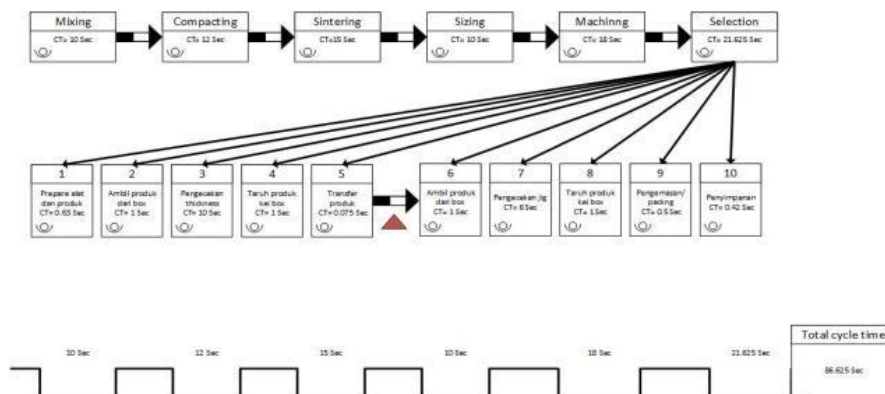 Mixing
CT= 10 Sec
Compacting
CT= 12 Sec
Sintering
CT=15 Sec
Sizing
CT= 10 Sec
Machinng
CT= 18 Sec
Selection
CT= 21.625 Sec
1
Prepare alat
dan produk
CT= 0.63 Sec
2
Ambil produk
dari box
CT= 1 Sec
3
Pengecekan
thickness
CT= 10 Sec
4
Taruh produk
kei box
CT= 1 Sec
5
Transfer
produk
CT= 0.075 Sec
6
Ambil produk
dari box
CT= 1 Sec
7
Pengecekan jig
CT= 6 Sec
8
Taruh produk
kei box
CT= 1 Sec
9
Pengemasan/
packing
CT= 0.5 Sec
10
Penyimpanan
CT= 0.42 Sec
10 Sec
12 Sec
15 Sec
10 Sec
18 Sec
21.625 Sec
Total cycle time
86.625 Sec